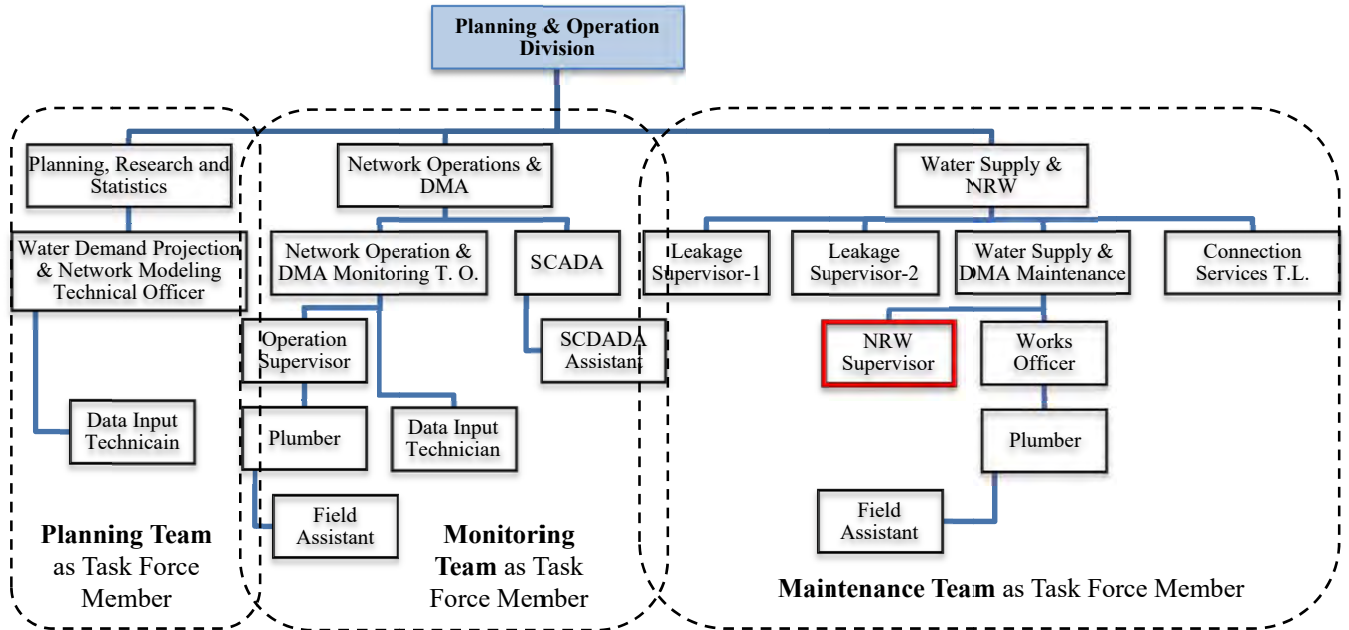 Planning & Operation
Division
Planning, Research and
Statistics
Network Operations &
DMA
Water Supply &
NRW
Water Demand Projection
& Network Modeling
Technical Officer
Network Operation &
DMA Monitoring T. O.
SCADA
Leakage
Supervisor-1
Leakage
Supervisor-2
Water Supply &
DMA Maintenance
Connection
Services T.L.
Operation
Supervisor
SCDADA
Assistant
NRW
Supervisor
Works
Officer
Data Input
Technicain
Plumber
Data Input
Technician
Plumber
Field
Assistant
Field
Assistant
Planning Team
as Task Force
Member
Monitoring
Team as Task
Force Member
Maintenance Team as Task Force Member